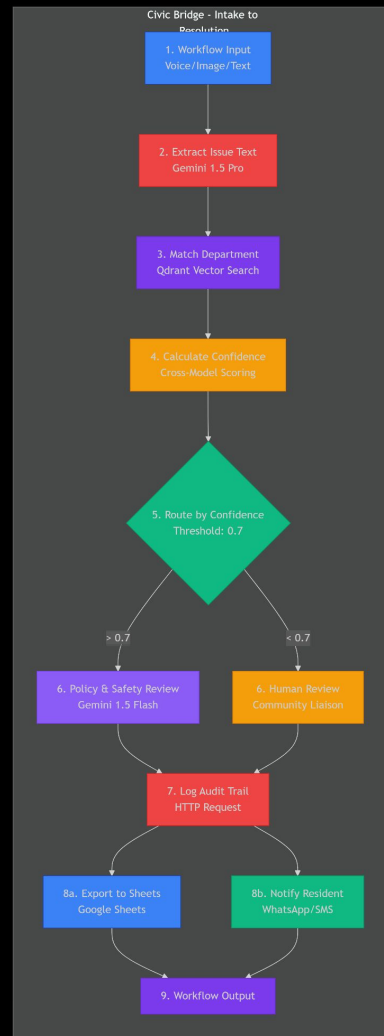 Civic Bridge - Intake to
Resolution
1. Workflow Input
Voice/Image/Text
2. Extract Issue Text
Gemini 1.5 Pro
3. Match Department
Qdrant Vector Search
4. Calculate Confidence
Cross-Model Scoring
5. Route by Confidence
Threshold: 0.7
> 0.7
< 0.7
6. Policy & Safety Review
Gemini 1.5 Flash
6. Human Review
Community Liaison
7. Log Audit Trail
HTTP Request
8a. Export to Sheets
Google Sheets
8b. Notify Resident
WhatsApp/SMS
9. Workflow Output